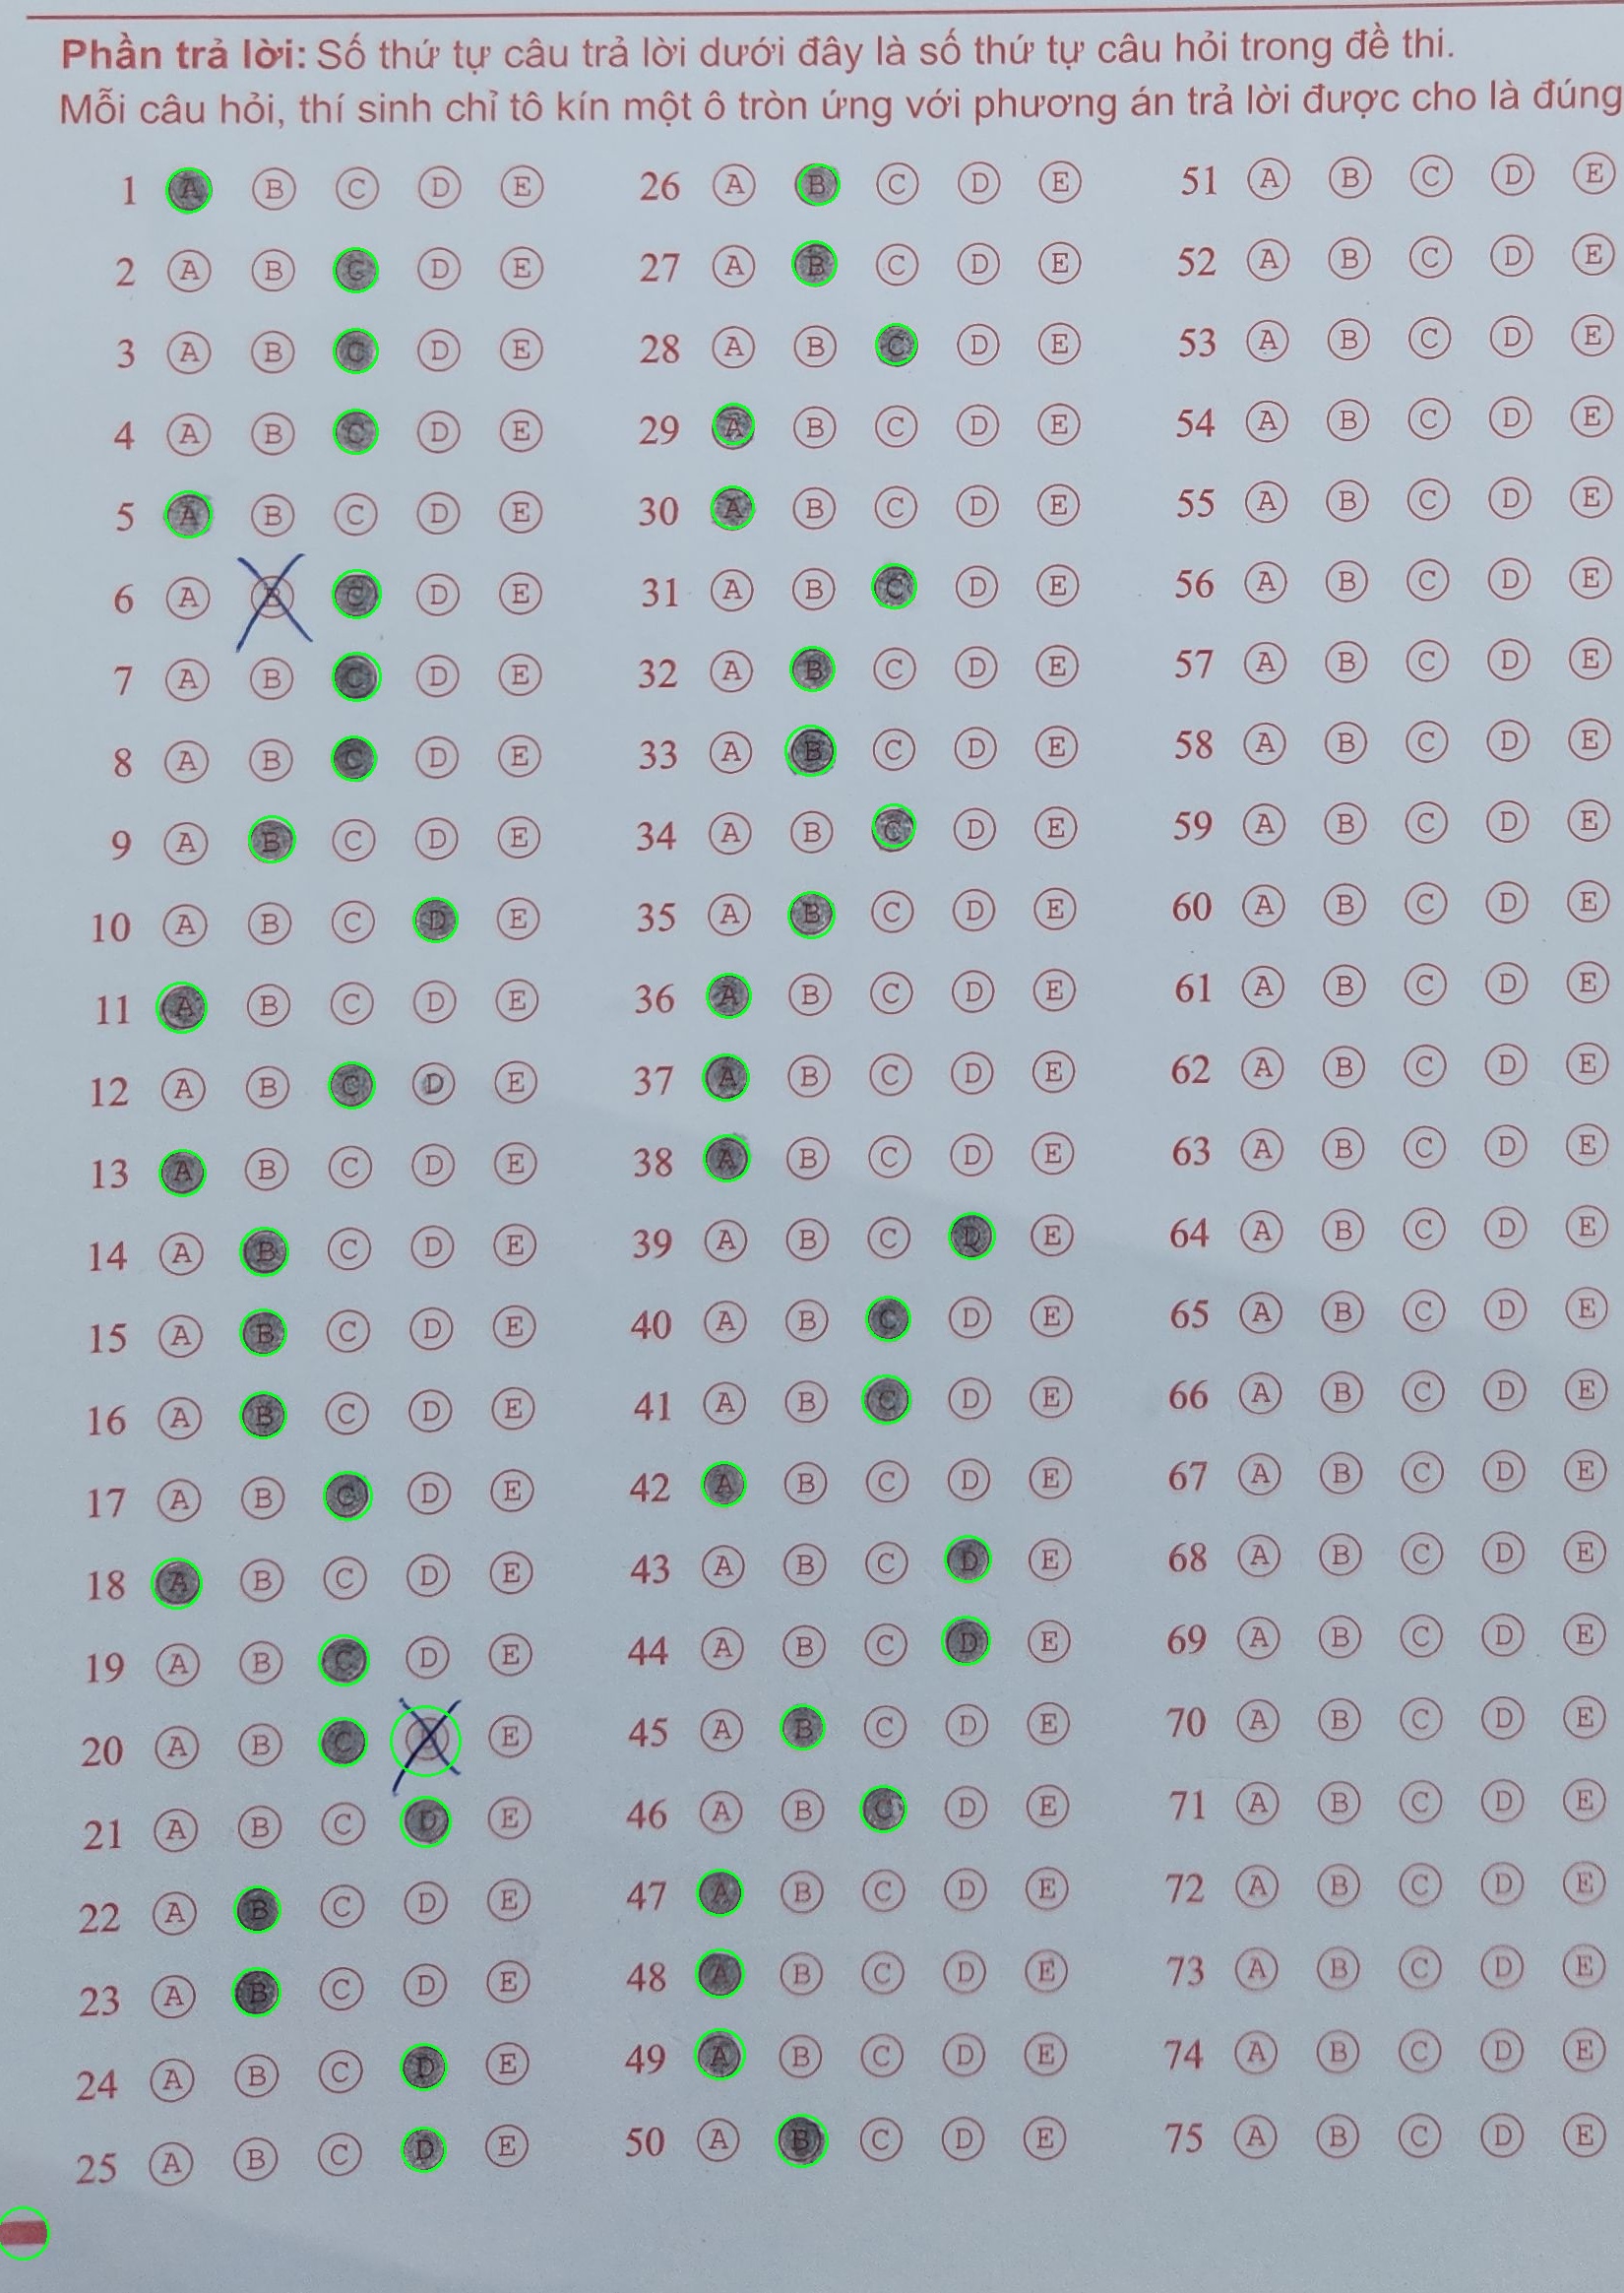 Phần trả lời: Số thứ tự câu trả lời dưới đây là số thứ tự câu hỏi trong đề thi.
Mỗi câu hỏi, thí sinh chỉ tô kín một ô tròn ứng với phương án trả lời được cho là đúng
1 A B C D E 26 A B C D E 51 A B C D E
2 A B C D E 27 A B C D E 52 A B C D E
3 A B C D E 28 A B C D E 53 A B C D E
4 A B C D E 29 A B C D E 54 A B C D E
5 A B C D E 30 A B C D E 55 A B C D E
6 A B C D E 31 A B C D E 56 A B C D E
7 A B C D E 32 A B C D E 57 A B C D E
8 A B C D E 33 A B C D E 58 A B C D E
9 A B C D E 34 A B C D E 59 A B C D E
10 A B C D E 35 A B C D E 60 A B C D E
11 A B C D E 36 A B C D E 61 A B C D E
12 A B C D E 37 A B C D E 62 A B C D E
13 A B C D E 38 A B C D E 63 A B C D E
14 A B C D E 39 A B C D E 64 A B C D E
15 A B C D E 40 A B C D E 65 A B C D E
16 A B C D E 41 A B C D E 66 A B C D E
17 A B C D E 42 A B C D E 67 A B C D E
18 A B C D E 43 A B C D E 68 A B C D E
19 A B C D E 44 A B C D E 69 A B C D E
20 A B C D E 45 A B C D E 70 A B C D E
21 A B C D E 46 A B C D E 71 A B C D E
22 A B C D E 47 A B C D E 72 A B C D E
23 A B C D E 48 A B C D E 73 A B C D E
24 A B C D E 49 A B C D E 74 A B C D E
25 A B C D E 50 A B C D E 75 A B C D E